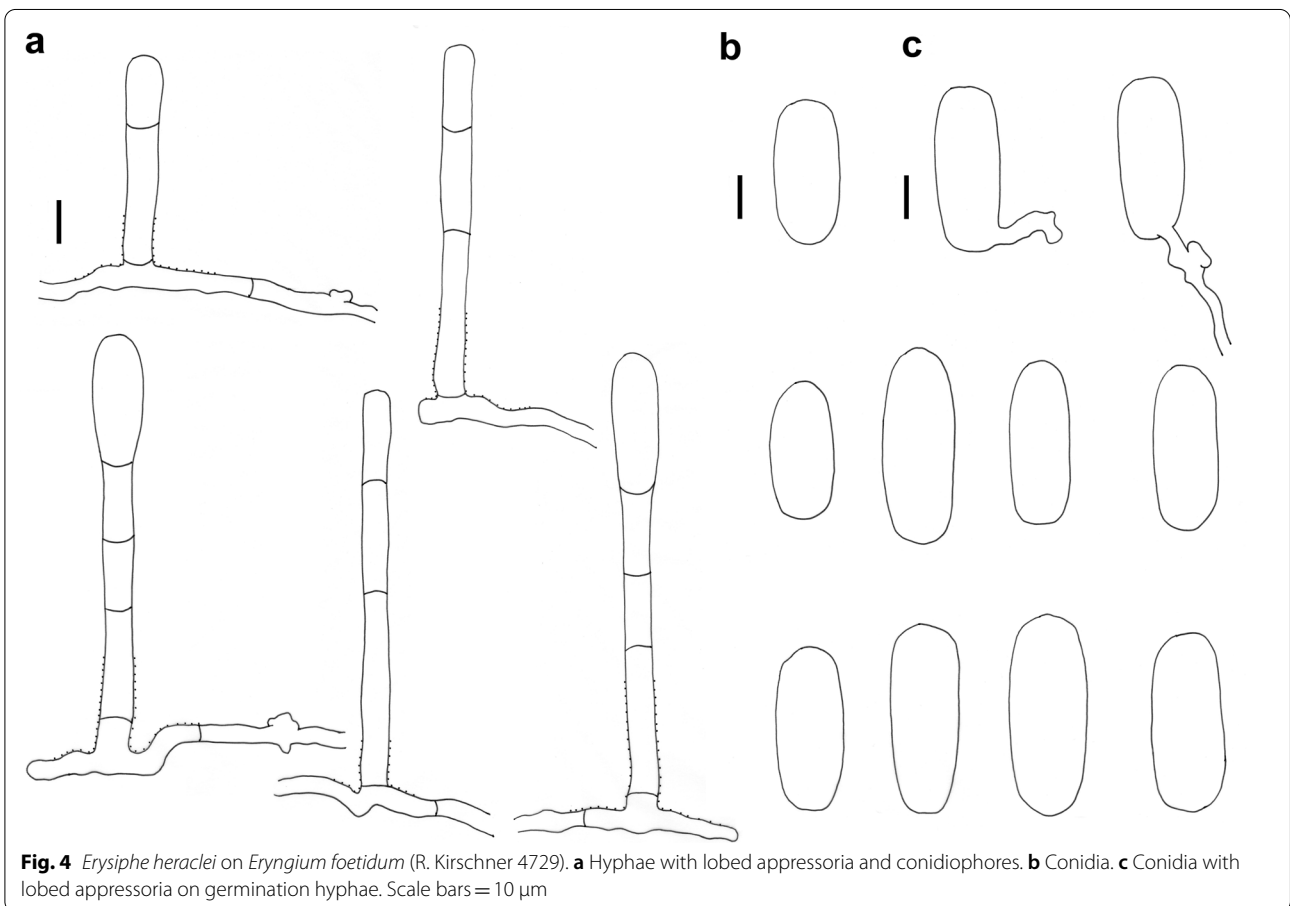 a
b
c
Fig. 4 Erysiphe heraclei on Eryngium foetidum (R. Kirschner 4729). a Hyphae with lobed appressoria and conidiophores. b Conidia. c Conidia with
lobed appressoria on germination hyphae. Scale bars = 10 μm